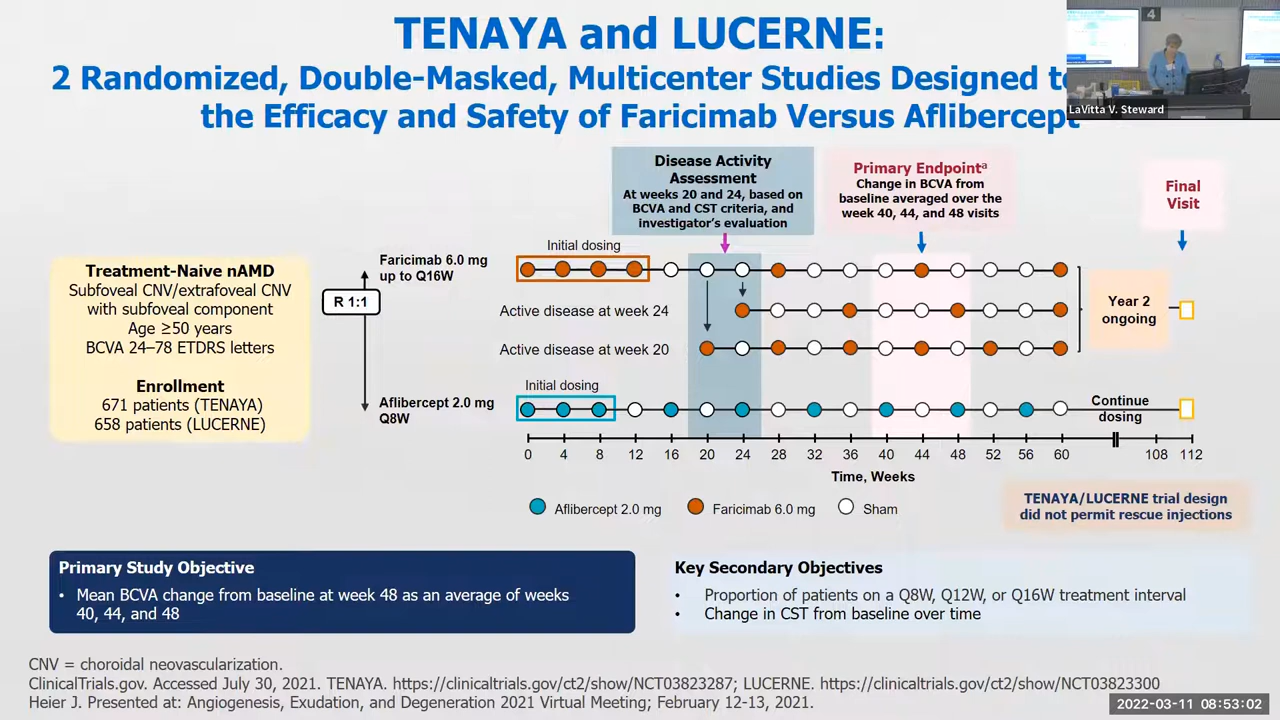 TENAYA and LUCERNE:
2 Randomized, Double-Masked, Multicenter Studies Designed
the Efficacy and Safety of Faricimab Versus Aflibercept
4
LaVitta V. Steward
Disease Activity
Assessment
At weeks 20 and 24, based on
BCVA and CST criteria, and
investigator's evaluation
Primary Endpointᵃ
Change in BCVA from
baseline averaged over the
week 40, 44, and 48 visits
Final
Visit
Treatment-Naive nAMD
Subfoveal CNV/extrafoveal CNV
with subfoveal component
Age ≥50 years
BCVA 24–78 ETDRS letters
Enrollment
671 patients (TENAYA)
658 patients (LUCERNE)
R 1:1
Faricimab 6.0 mg
up to Q16W
Initial dosing
Active disease at week 24
Active disease at week 20
Year 2
ongoing
Aflibercept 2.0 mg
Q8W
Initial dosing
Continue
dosing
0 4 8 12 16 20 24 28 32 36 40 44 48 52 56 60 108 112
Time, Weeks
Aflibercept 2.0 mg Faricimab 6.0 mg Sham
TENAYA/LUCERNE trial design
did not permit rescue injections
Primary Study Objective
• Mean BCVA change from baseline at week 48 as an average of weeks
40, 44, and 48
Key Secondary Objectives
• Proportion of patients on a Q8W, Q12W, or Q16W treatment interval
• Change in CST from baseline over time
CNV = choroidal neovascularization.
ClinicalTrials.gov. Accessed July 30, 2021. TENAYA. https://clinicaltrials.gov/ct2/show/NCT03823287; LUCERNE. https://clinicaltrials.gov/ct2/show/NCT03823300
Heier J. Presented at: Angiogenesis, Exudation, and Degeneration 2021 Virtual Meeting; February 12-13, 2021.
2022-03-11 08:53:02